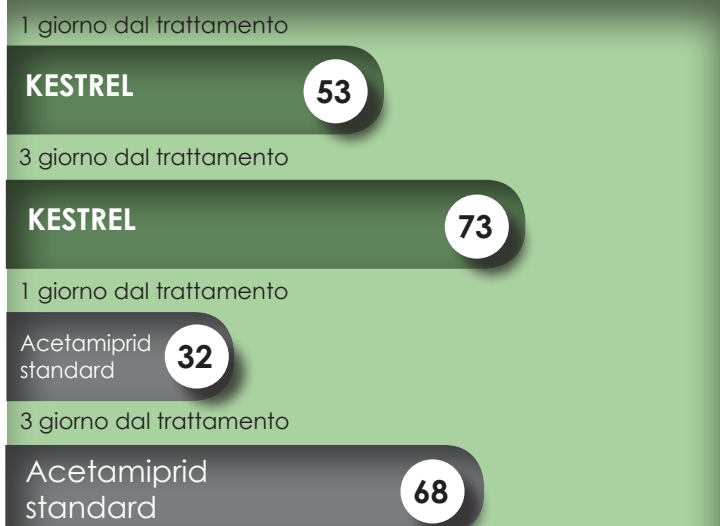 1 giorno dal trattamento
KESTREL
53
3 giorno dal trattamento
KESTREL
73
1 giorno dal trattamento
Acetamiprid
standard
32
3 giorno dal trattamento
Acetamiprid
standard
68